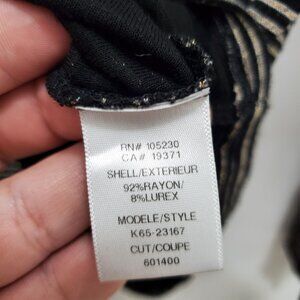 RN# 105230
CA# 19371
SHELL/EXTERIEUR
92%RAYON/
8%LUREX
MODELE/STYLE
K65-23167
CUT/COUPE
601400